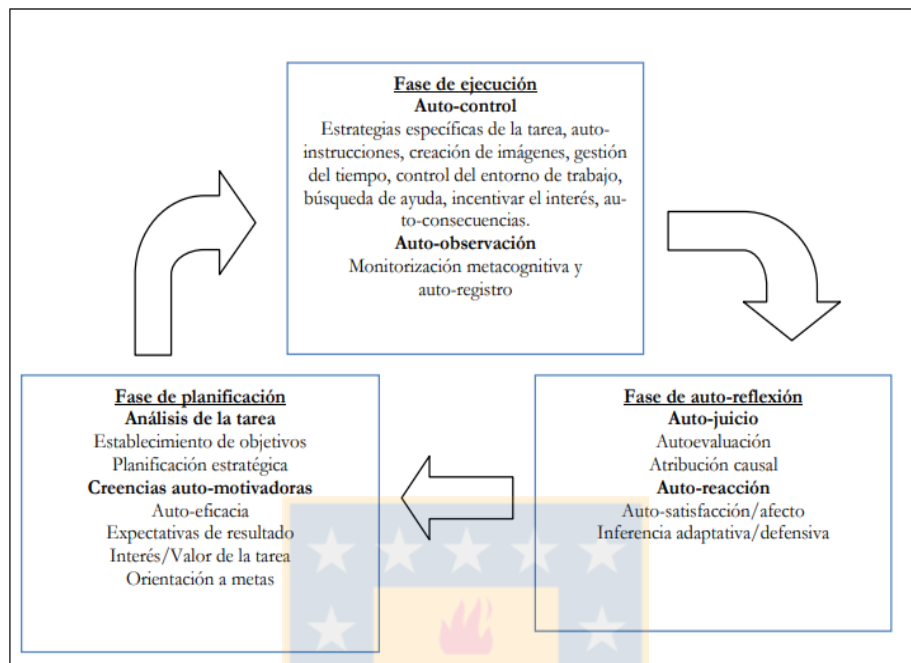 Fase de ejecución
Auto-control
Estrategias específicas de la tarea, auto-
instrucciones, creación de imágenes, gestión
del tiempo, control del entorno de trabajo,
búsqueda de ayuda, incentivar el interés, au-
to-consecuencias.
Auto-observación
Monitorización metacognitiva y
auto-registro
Fase de planificación
Análisis de la tarea
Establecimiento de objetivos
Planificación estratégica
Creencias auto-motivadoras
Auto-eficacia
Expectativas de resultado
Interés/Valor de la tarea
Orientación a metas
Fase de auto-reflexión
Auto-juicio
Autoevaluación
Atribución causal
Auto-reacción
Auto-satisfacción/afecto
Inferencia adaptativa/defensiva